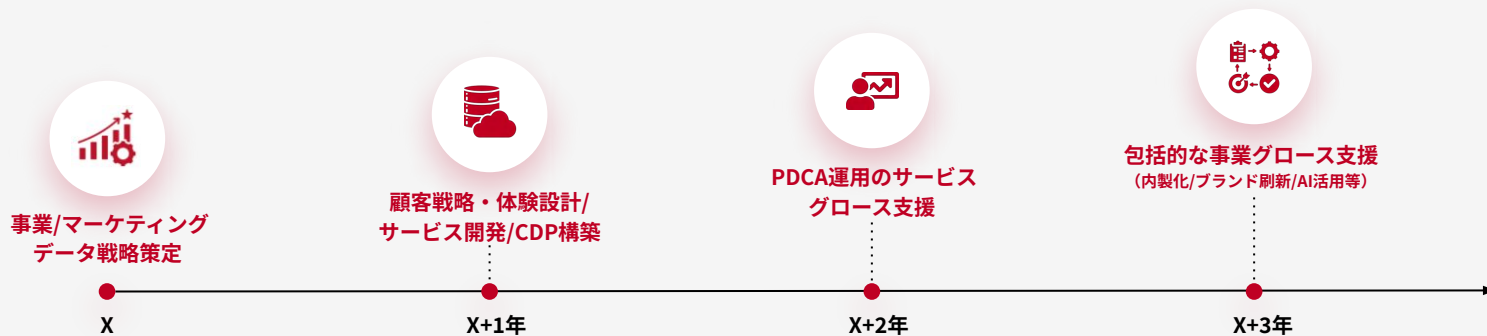 事業/マーケティング
データ戦略策定
顧客戦略・体験設計/
サービス開発/CDP構築
PDCA運用のサービス
グロース支援
包括的な事業グロース支援
（内製化/ブランド刷新/AI活用等）
X
X+1年
X+2年
X+3年